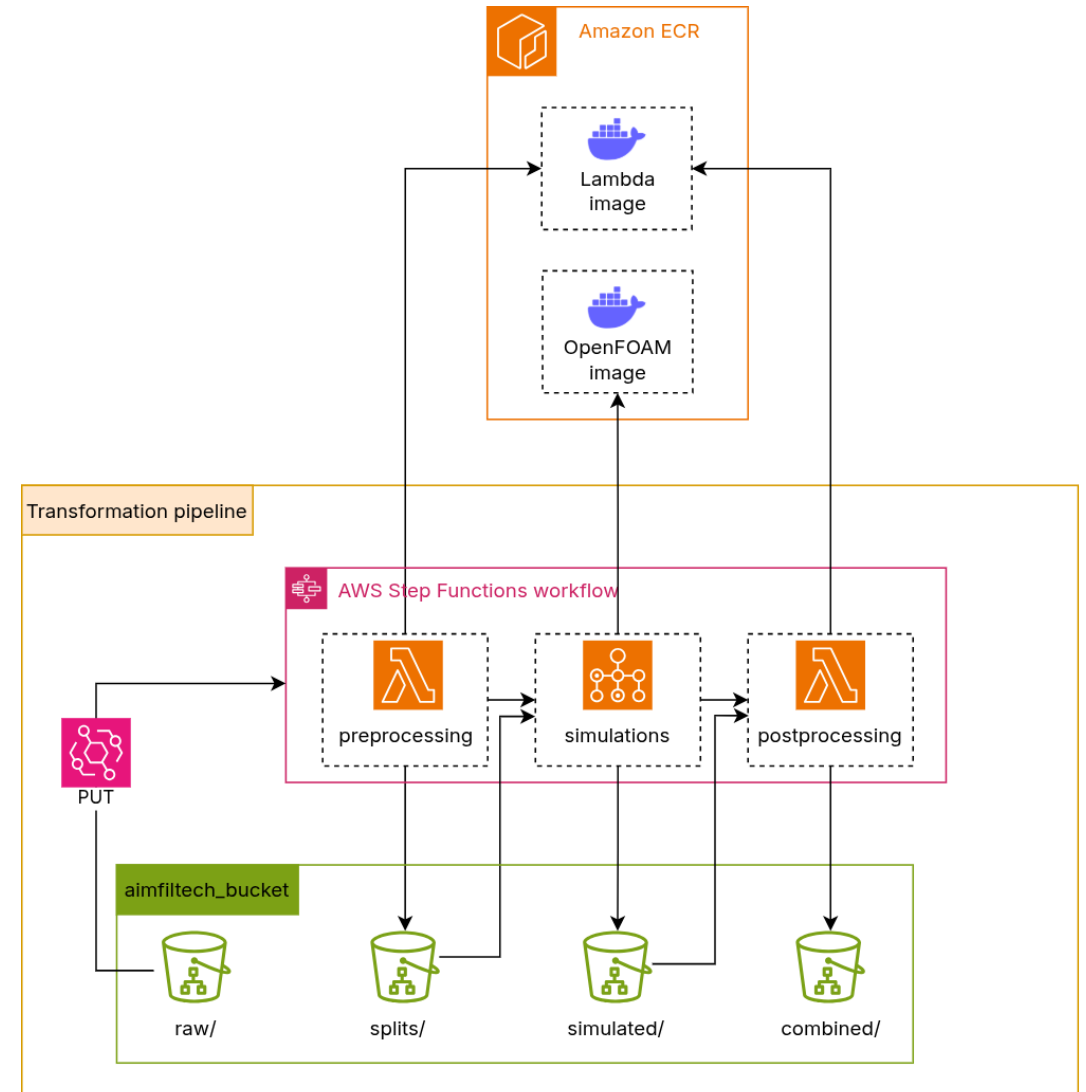 Amazon ECR
Lambda
image
OpenFOAM
image
Transformation pipeline
AWS Step Functions workflow
preprocessing
simulations
postprocessing
PUT
aimfiltech_bucket
raw/
splits/
simulated/
combined/